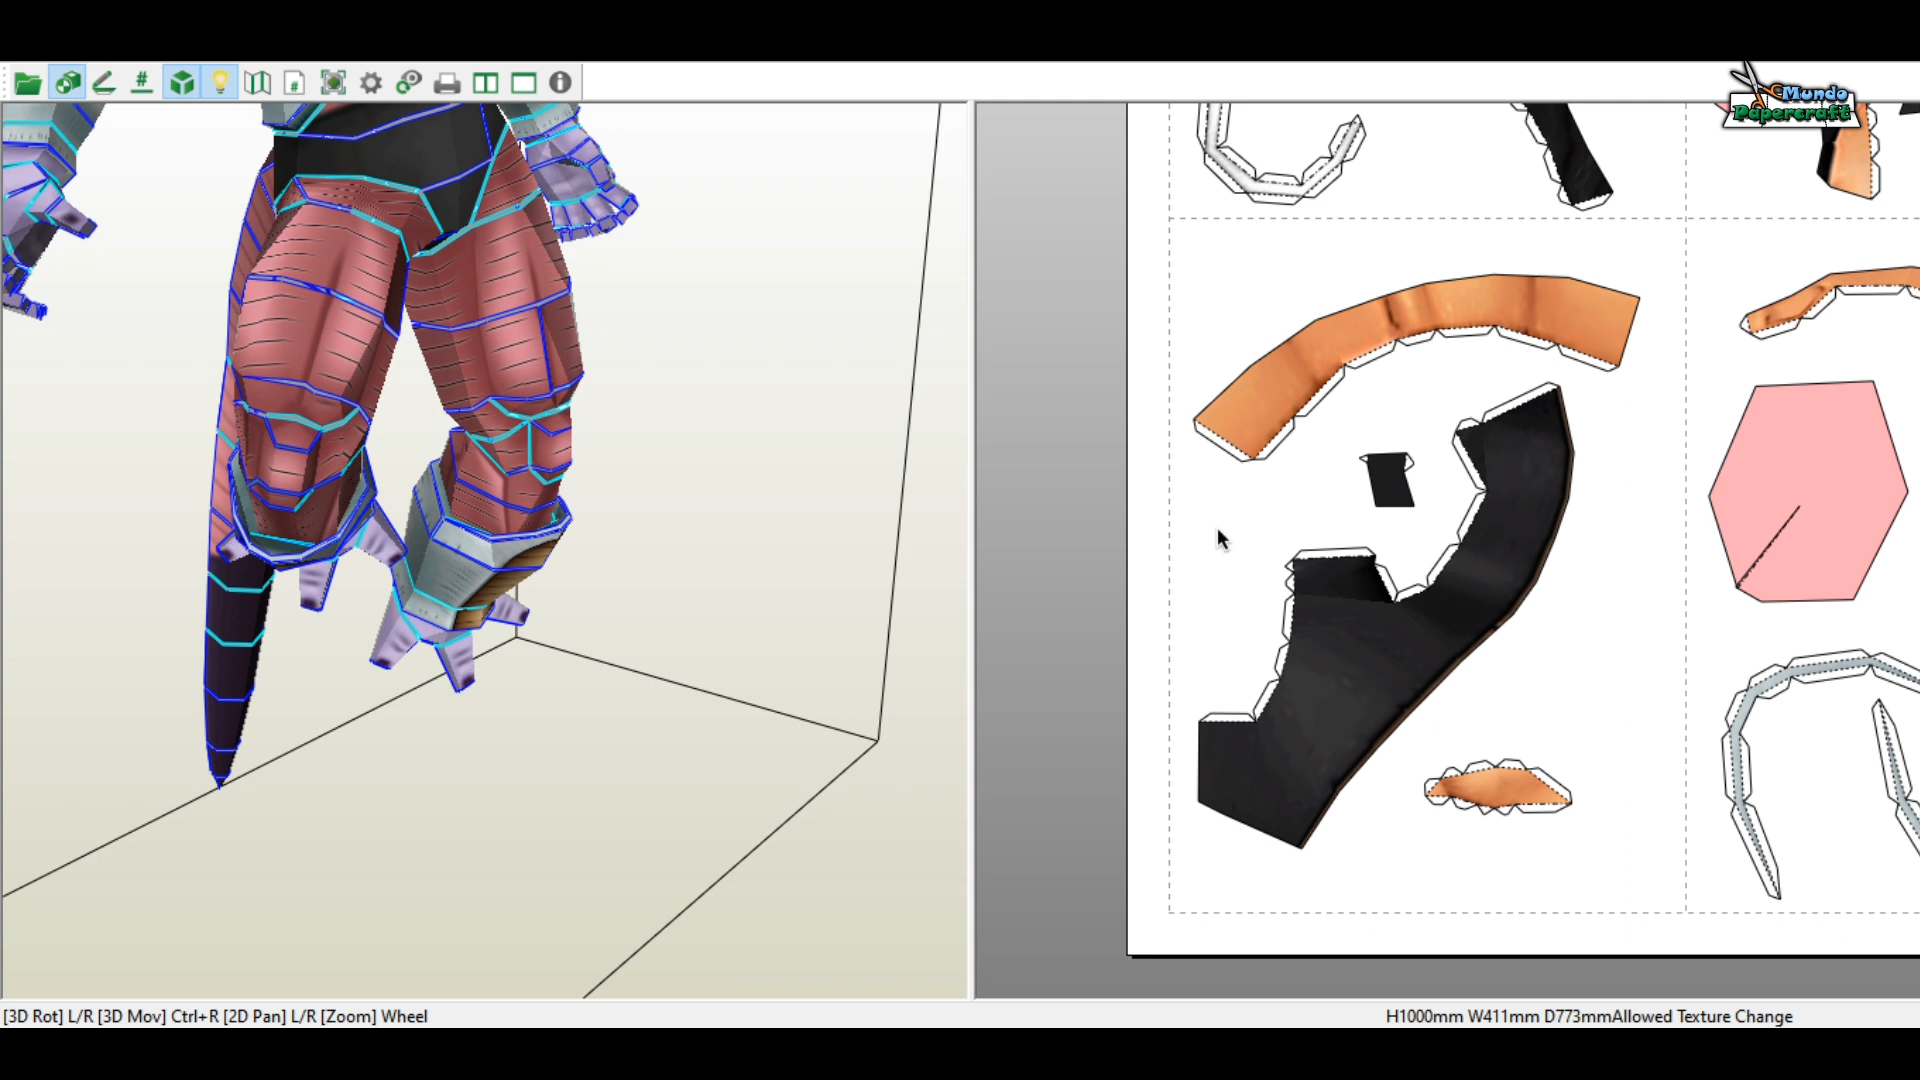 Mundo
Papercraft
[3D Rot] L/R [3D Mov] Ctrl+R [2D Pan] L/R [Zoom] Wheel
H1000mm W411mm D773mmAllowed Texture Change